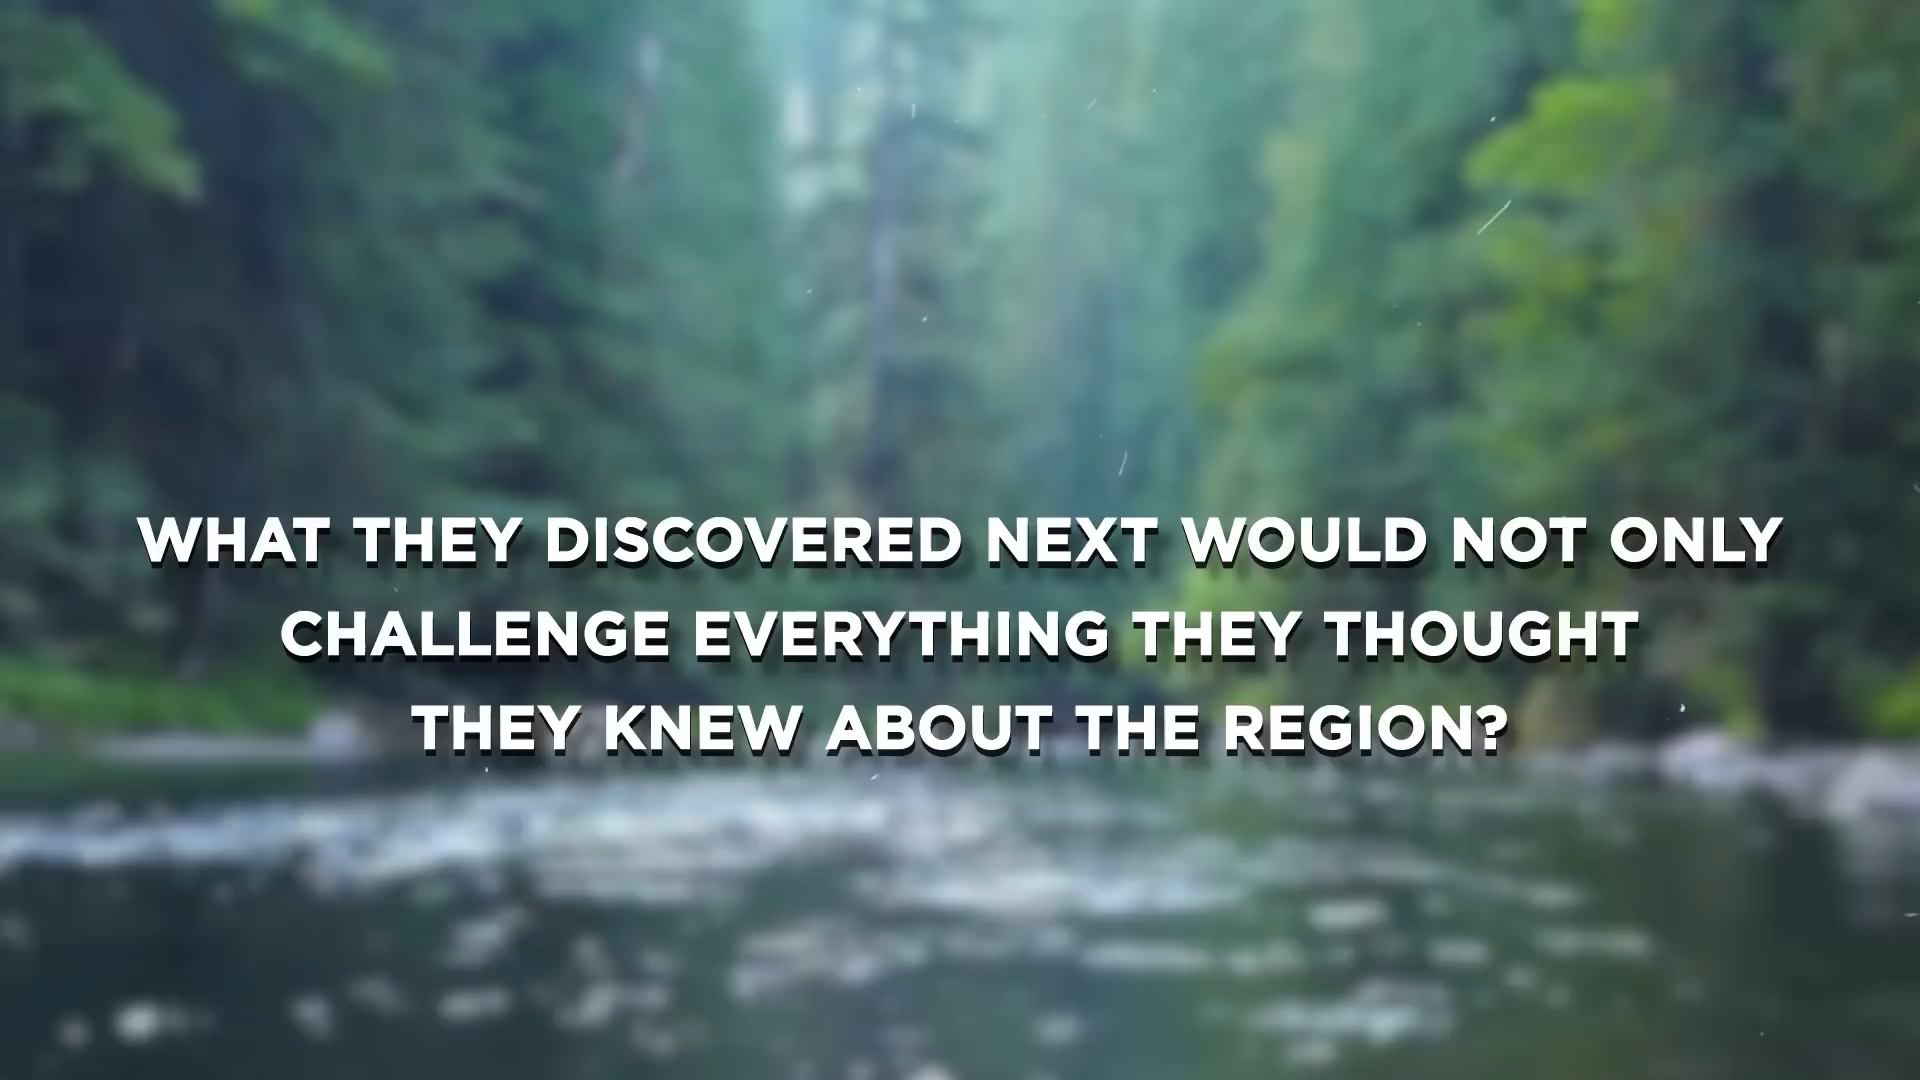 WHAT THEY DISCOVERED NEXT WOULD NOT ONLY
CHALLENGE EVERYTHING THEY THOUGHT
THEY KNEW ABOUT THE REGION?